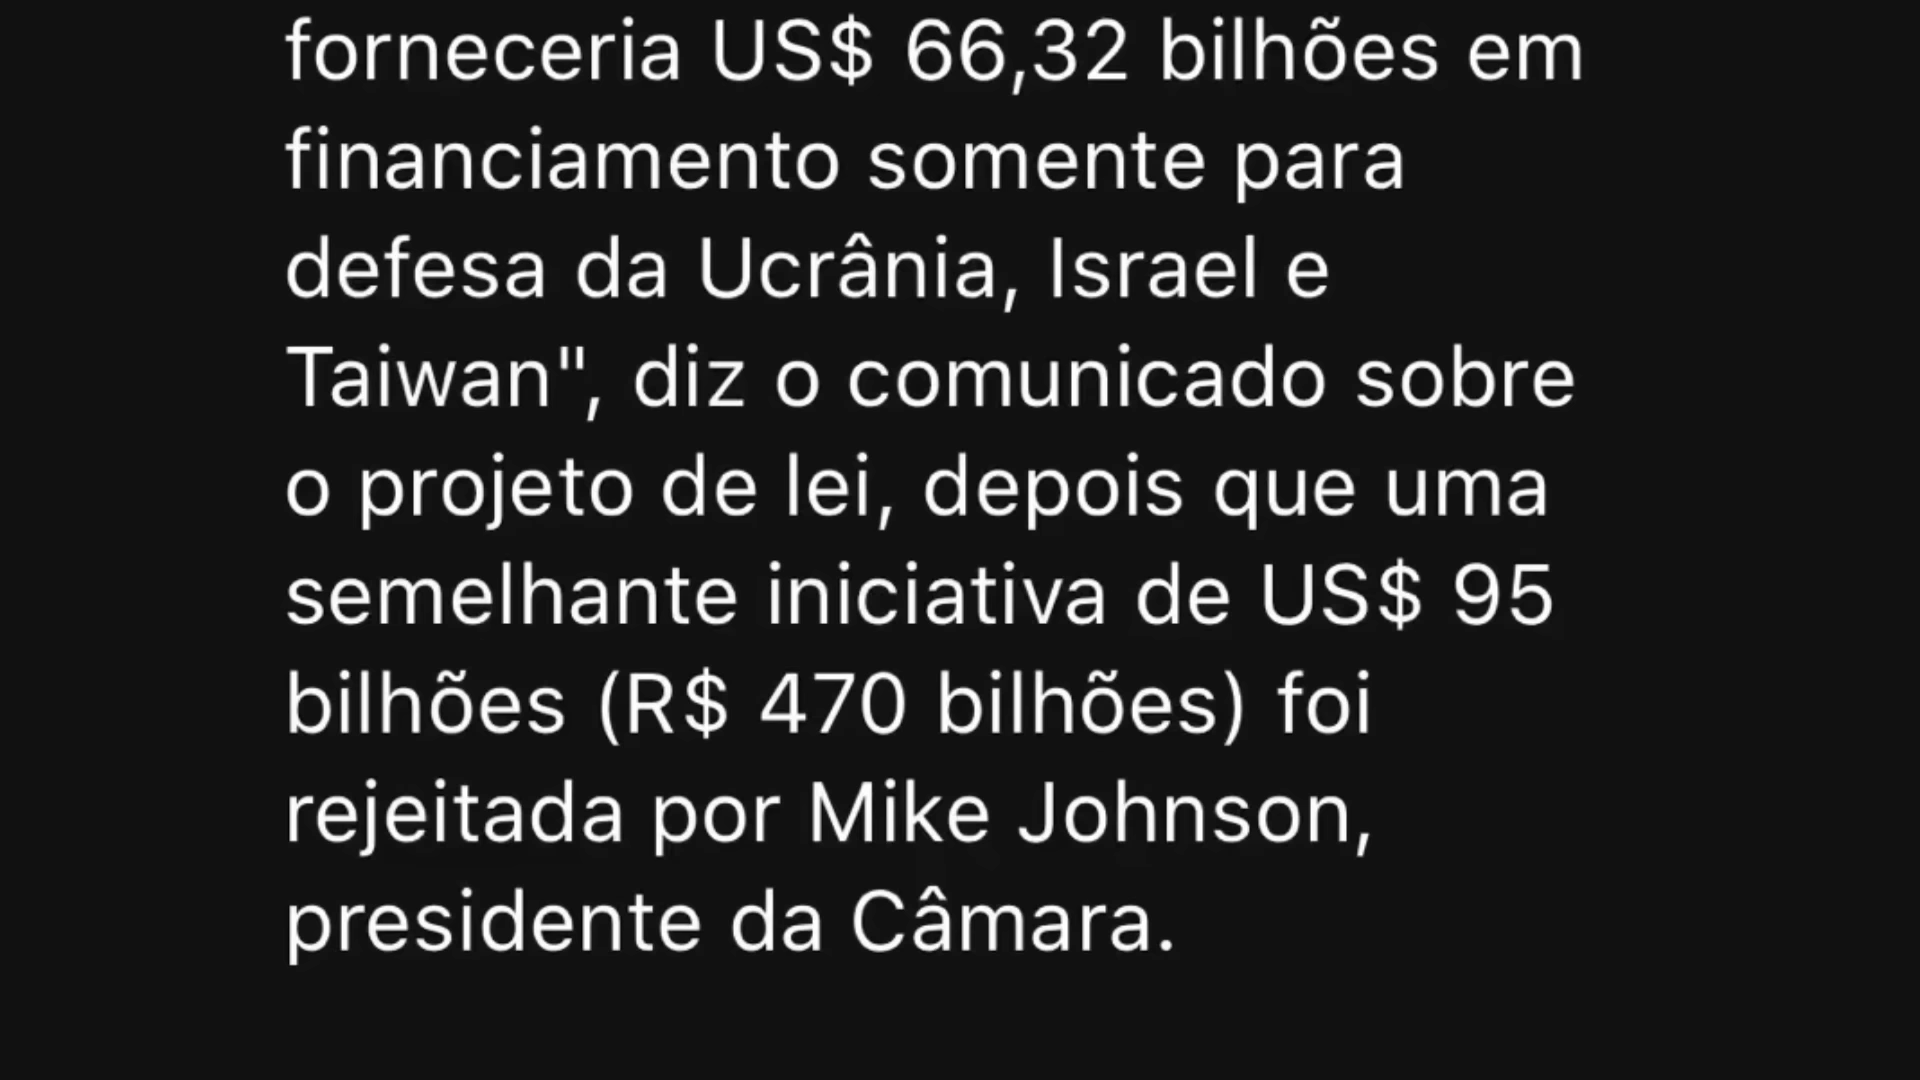 forneceria US$ 66,32 bilhões em
financiamento somente para
defesa da Ucrânia, Israel e
Taiwan", diz o comunicado sobre
o projeto de lei, depois que uma
semelhante iniciativa de US$ 95
bilhões (R$ 470 bilhões) foi
rejeitada por Mike Johnson,
presidente da Câmara.